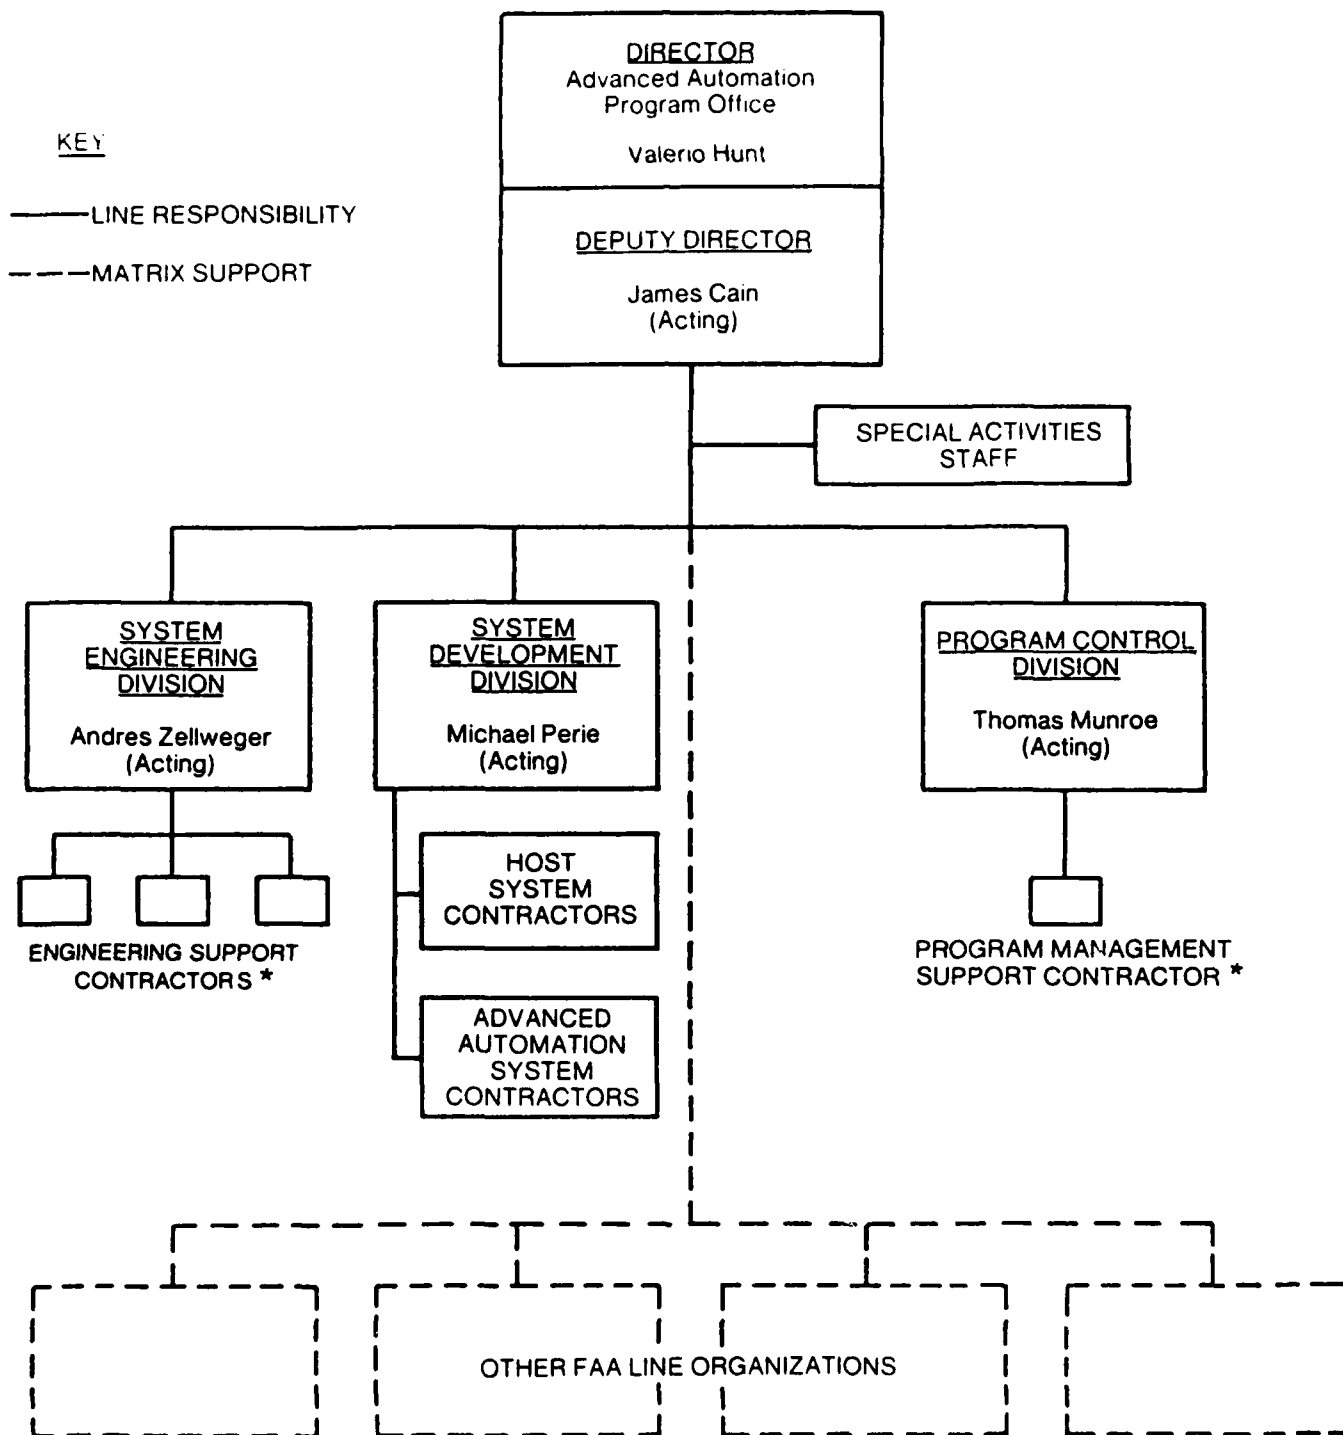 DIRECTOR
Advanced Automation
Program Office
Valerio Hunt
KEY
LINE RESPONSIBILITY
DEPUTY DIRECTOR
MATRIX SUPPORT
James Cain
(Acting)
SPECIAL ACTIVITIES
STAFF
SYSTEM
ENGINEERING
DIVISION
Andres Zellweger
(Acting)
SYSTEM
DEVELOPMENT
DIVISION
Michael Perie
(Acting)
PROGRAM CONTROL
DIVISION
Thomas Munroe
(Acting)
HOST
SYSTEM
CONTRACTORS
ENGINEERING SUPPORT
CONTRACTORS *
PROGRAM MANAGEMENT
SUPPORT CONTRACTOR *
ADVANCED
AUTOMATION
SYSTEM
CONTRACTORS
OTHER FAA LINE ORGANIZATIONS